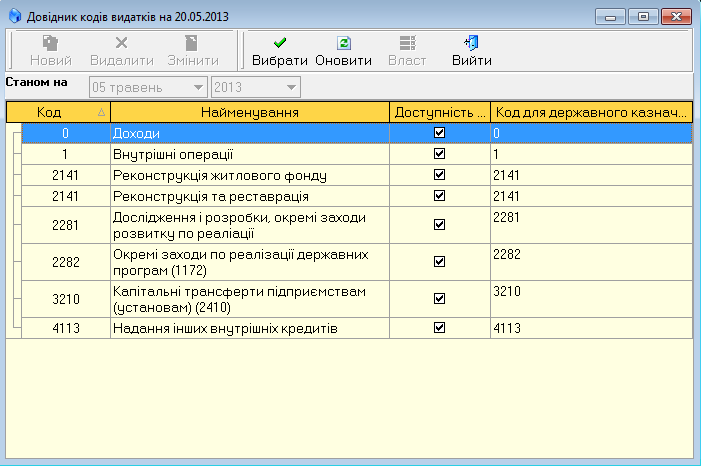 Довідник кодів видатків на 20.05.2013
Новий Видалити Змінити Вибрати Оновити Власт Вийти
Станом на 05 травень 2013
Код Найменування Доступність ... Код для державного казнач...
0 Доходи 0
1 Внутрішні операції 1
2141 Реконструкція житлового фонду 2141
2141 Реконструкція та реставрація 2141
2281 Дослідження і розробки, окремі заходи 2281
розвитку по реаліації
2282 Окремі заходи по реалізації державних 2282
програм (1172)
3210 Капітальні трансферти підприємствам 3210
(установам) (2410)
4113 Надання інших внутрішніх кредитів 4113